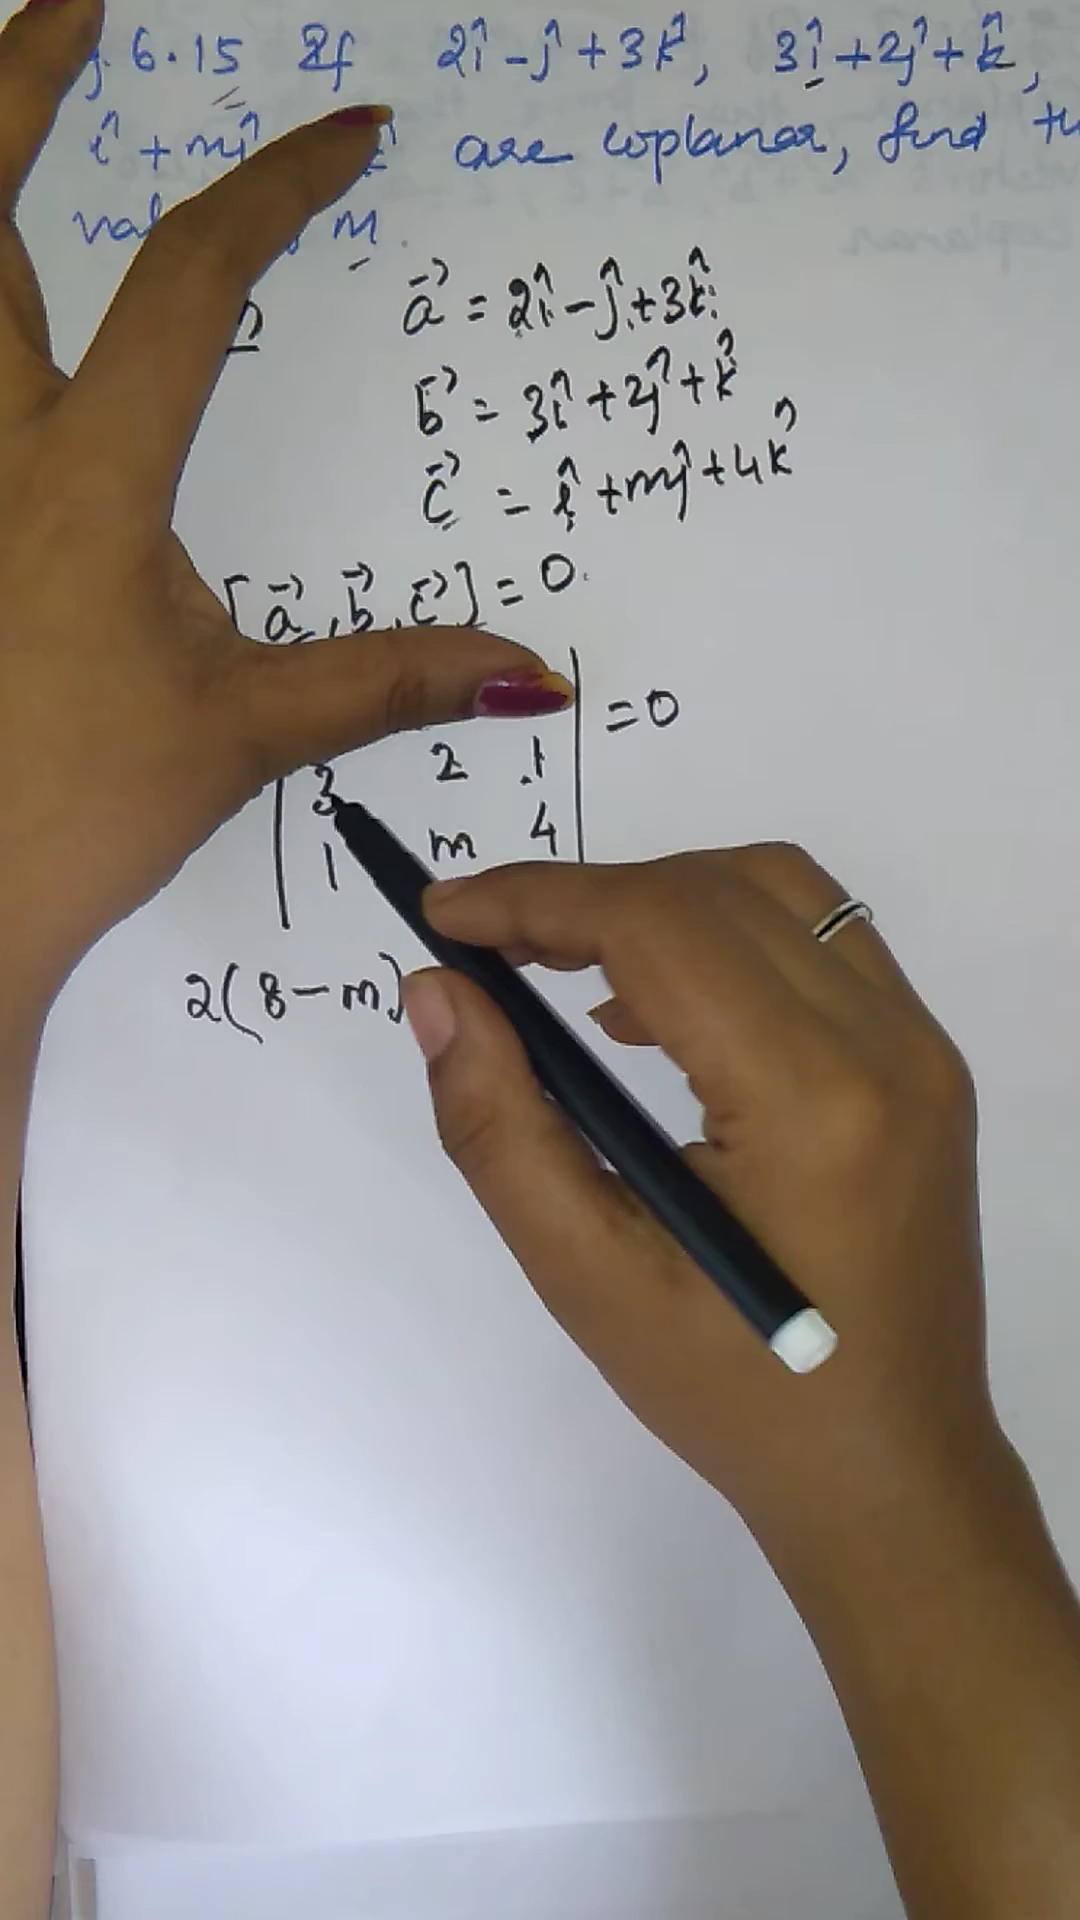 6.15 If 2î - ĵ + 3k̂, 3î + 2ĵ + k̂,
î + mĵ are coplanar, find
m.
a⃗ = 2î - ĵ + 3k̂
b⃗ = 3î + 2ĵ + k̂
c⃗ = î + mĵ + 4k̂
[a⃗, b⃗, c⃗] = 0
= 0
3 2 1
1 m 4
2(8 - m)